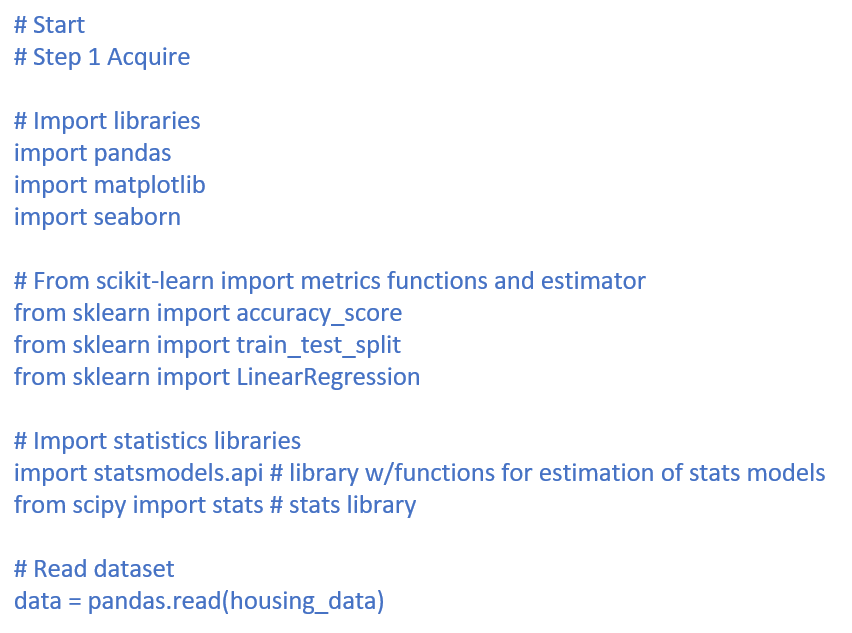 # Start
# Step 1 Acquire
# Import libraries
import pandas
import matplotlib
import seaborn
# From scikit-learn import metrics functions and estimator
from sklearn import accuracy_score
from sklearn import train_test_split
from sklearn import LinearRegression
# Import statistics libraries
import statsmodels.api # library w/functions for estimation of stats models
from scipy import stats # stats library
# Read dataset
data = pandas.read(housing_data)